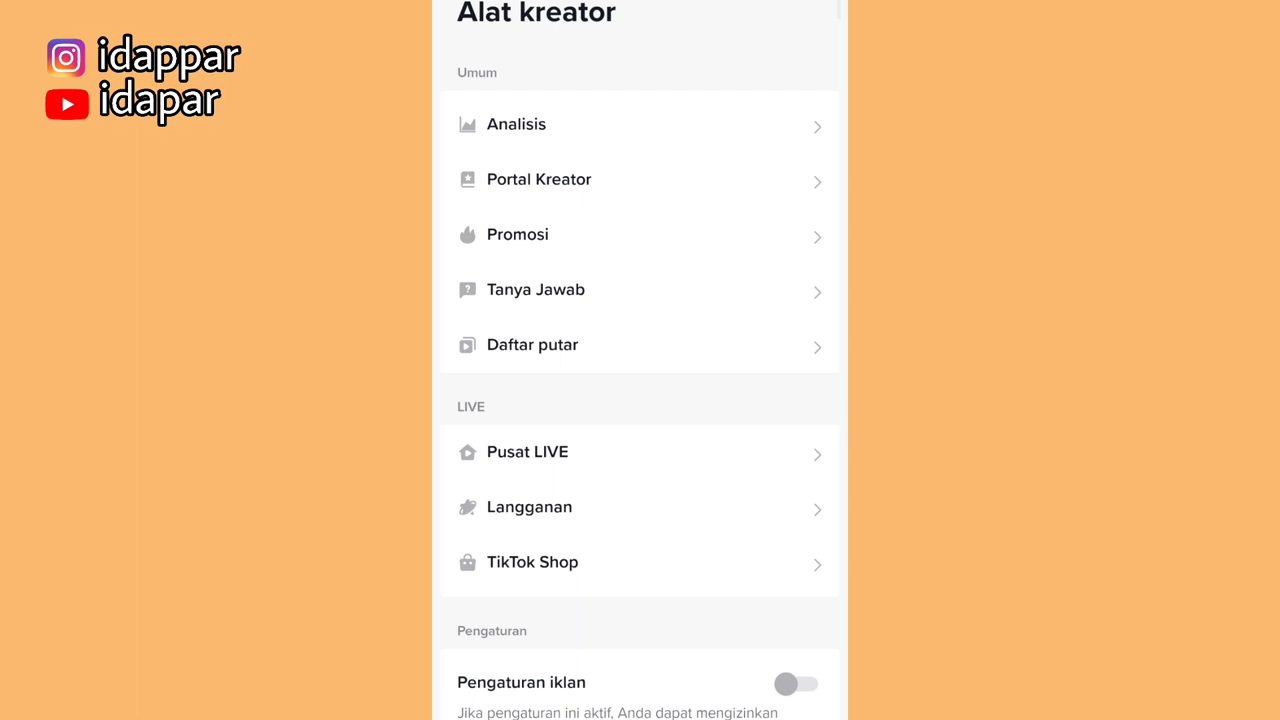 idappar
idapar
Alat kreator
Umum
Analisis
Portal Kreator
Promosi
Tanya Jawab
Daftar putar
LIVE
Pusat LIVE
Langganan
TikTok Shop
Pengaturan
Pengaturan iklan
Jika pengaturan ini aktif, Anda dapat mengizinkan